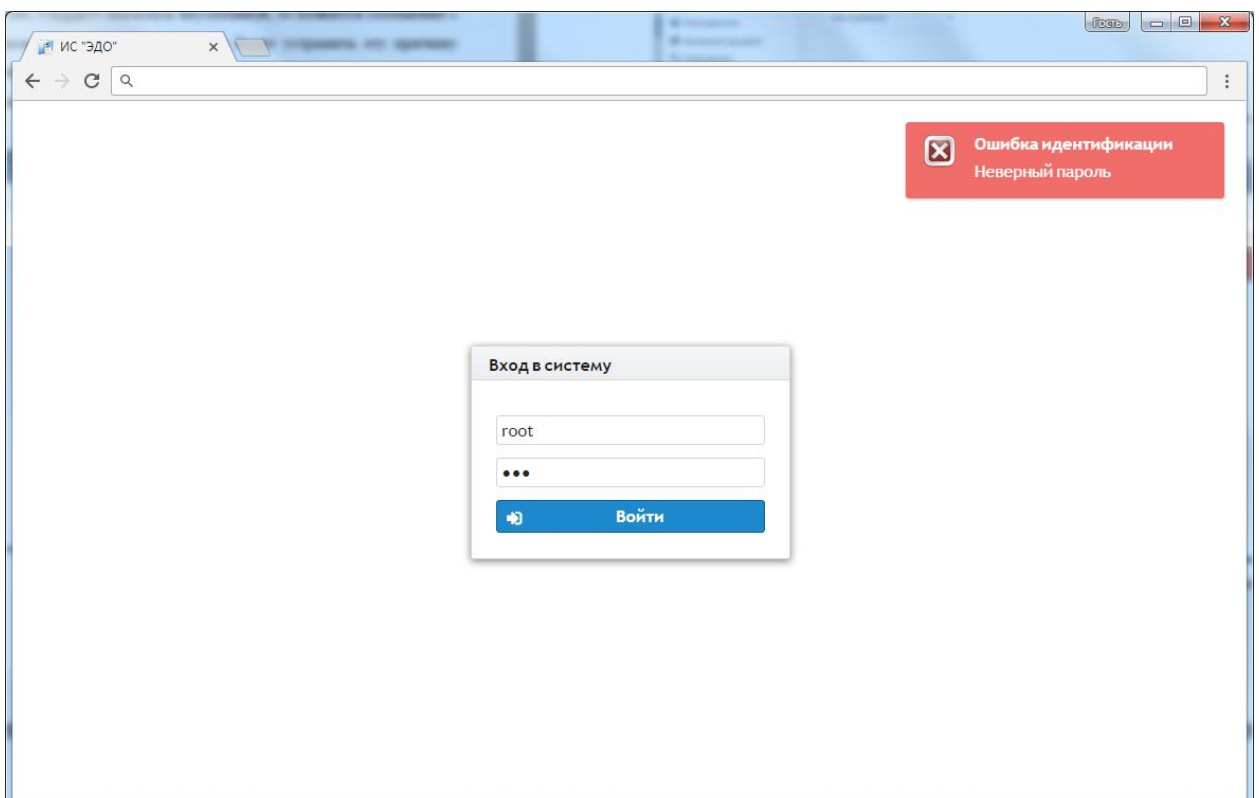 Гость
ИС "ЭДО"
Ошибка идентификации
Неверный пароль
Вход в систему
root
•••
Войти